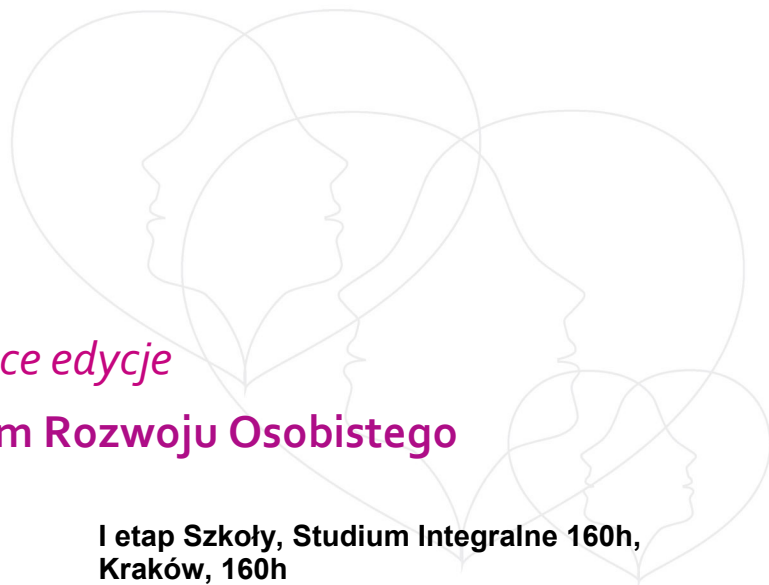 ce edycje
m Rozwoju Osobistego
I etap Szkoły, Studium Integralne 160h,
Kraków, 160h